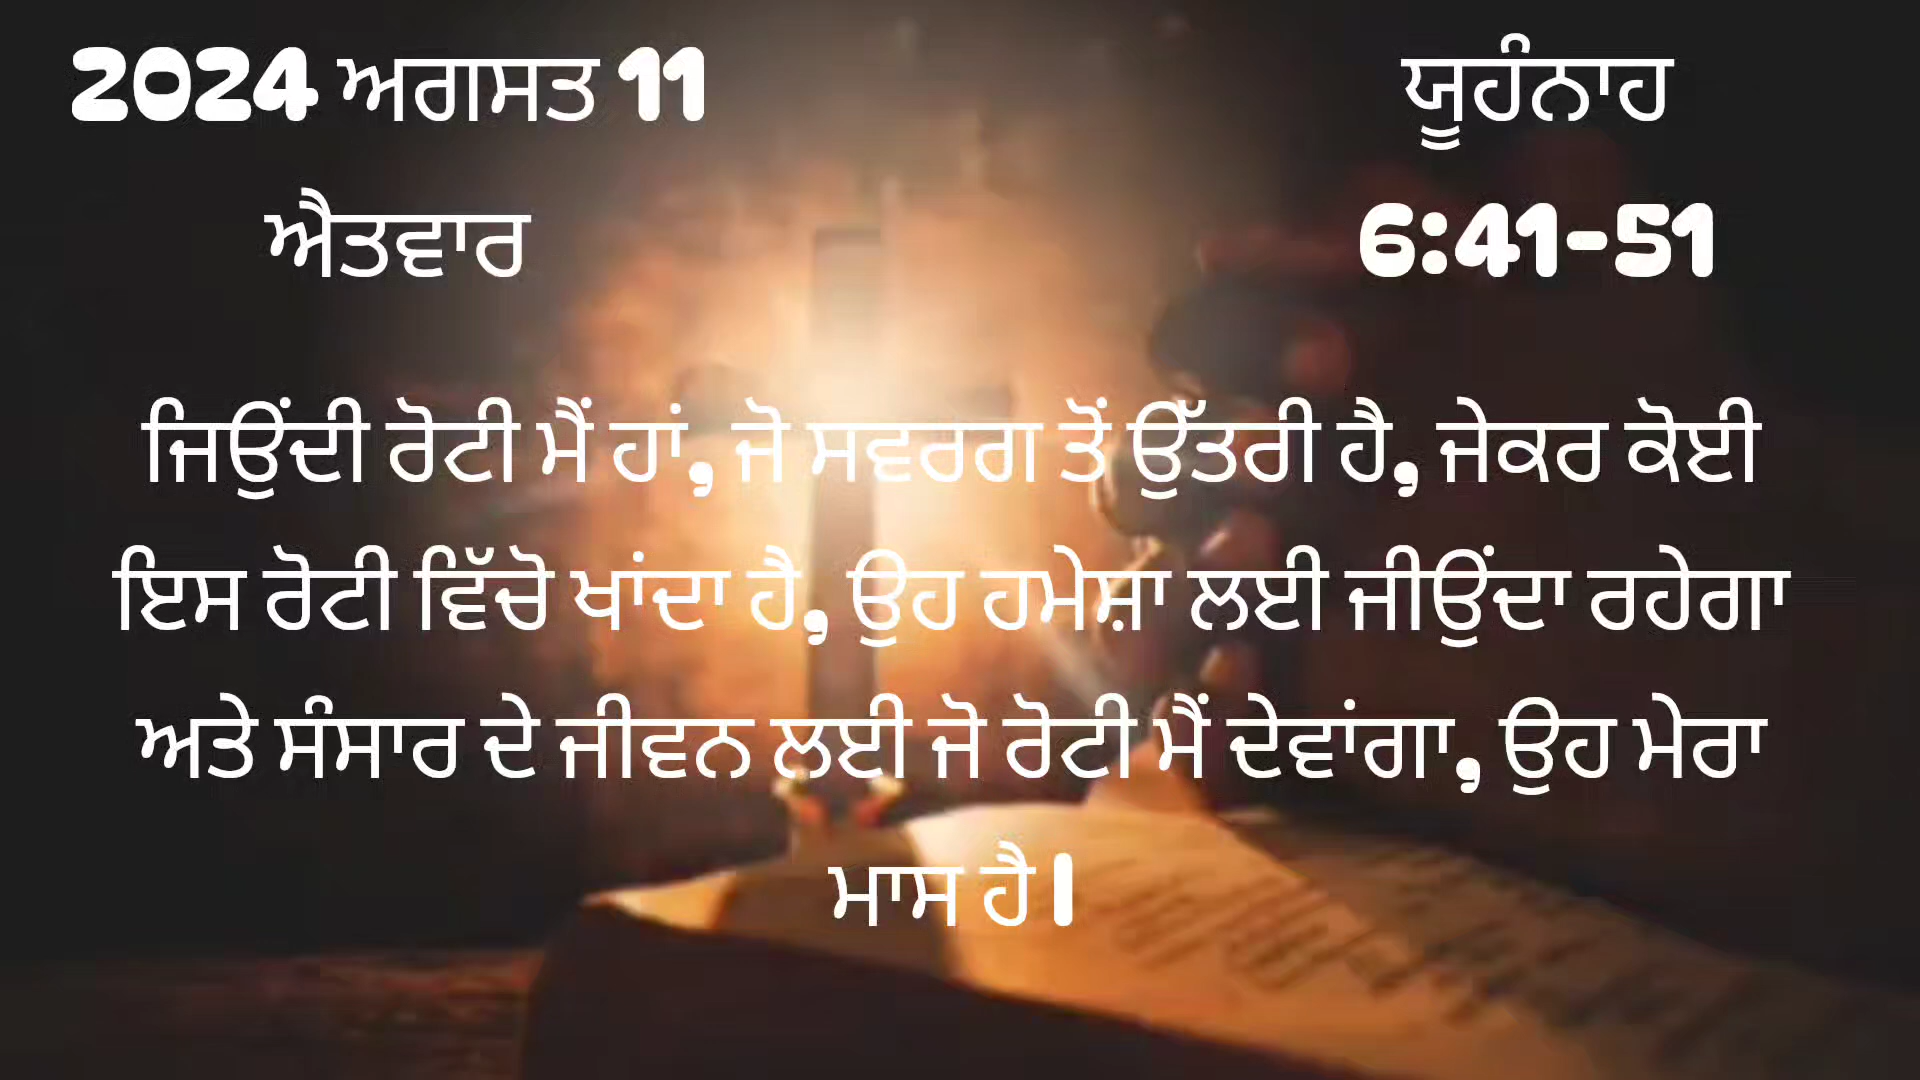 2024 ਅਗਸਤ 11
ਐਤਵਾਰ
ਯੂਹੰਨਾਹ
6:41-51
ਜਿਉਂਦੀ ਰੋਟੀ ਮੈਂ ਹਾਂ, ਜੋ ਸਵਰਗ ਤੋਂ ਉੱਤਰੀ ਹੈ, ਜੇਕਰ ਕੋਈ
ਇਸ ਰੋਟੀ ਵਿੱਚੋ ਖਾਂਦਾ ਹੈ, ਉਹ ਹਮੇਸ਼ਾ ਲਈ ਜੀਉਂਦਾ ਰਹੇਗਾ
ਅਤੇ ਸੰਸਾਰ ਦੇ ਜੀਵਨ ਲਈ ਜੋ ਰੋਟੀ ਮੈਂ ਦੇਵਾਂਗਾ, ਉਹ ਮੇਰਾ
ਮਾਸ ਹੈ l